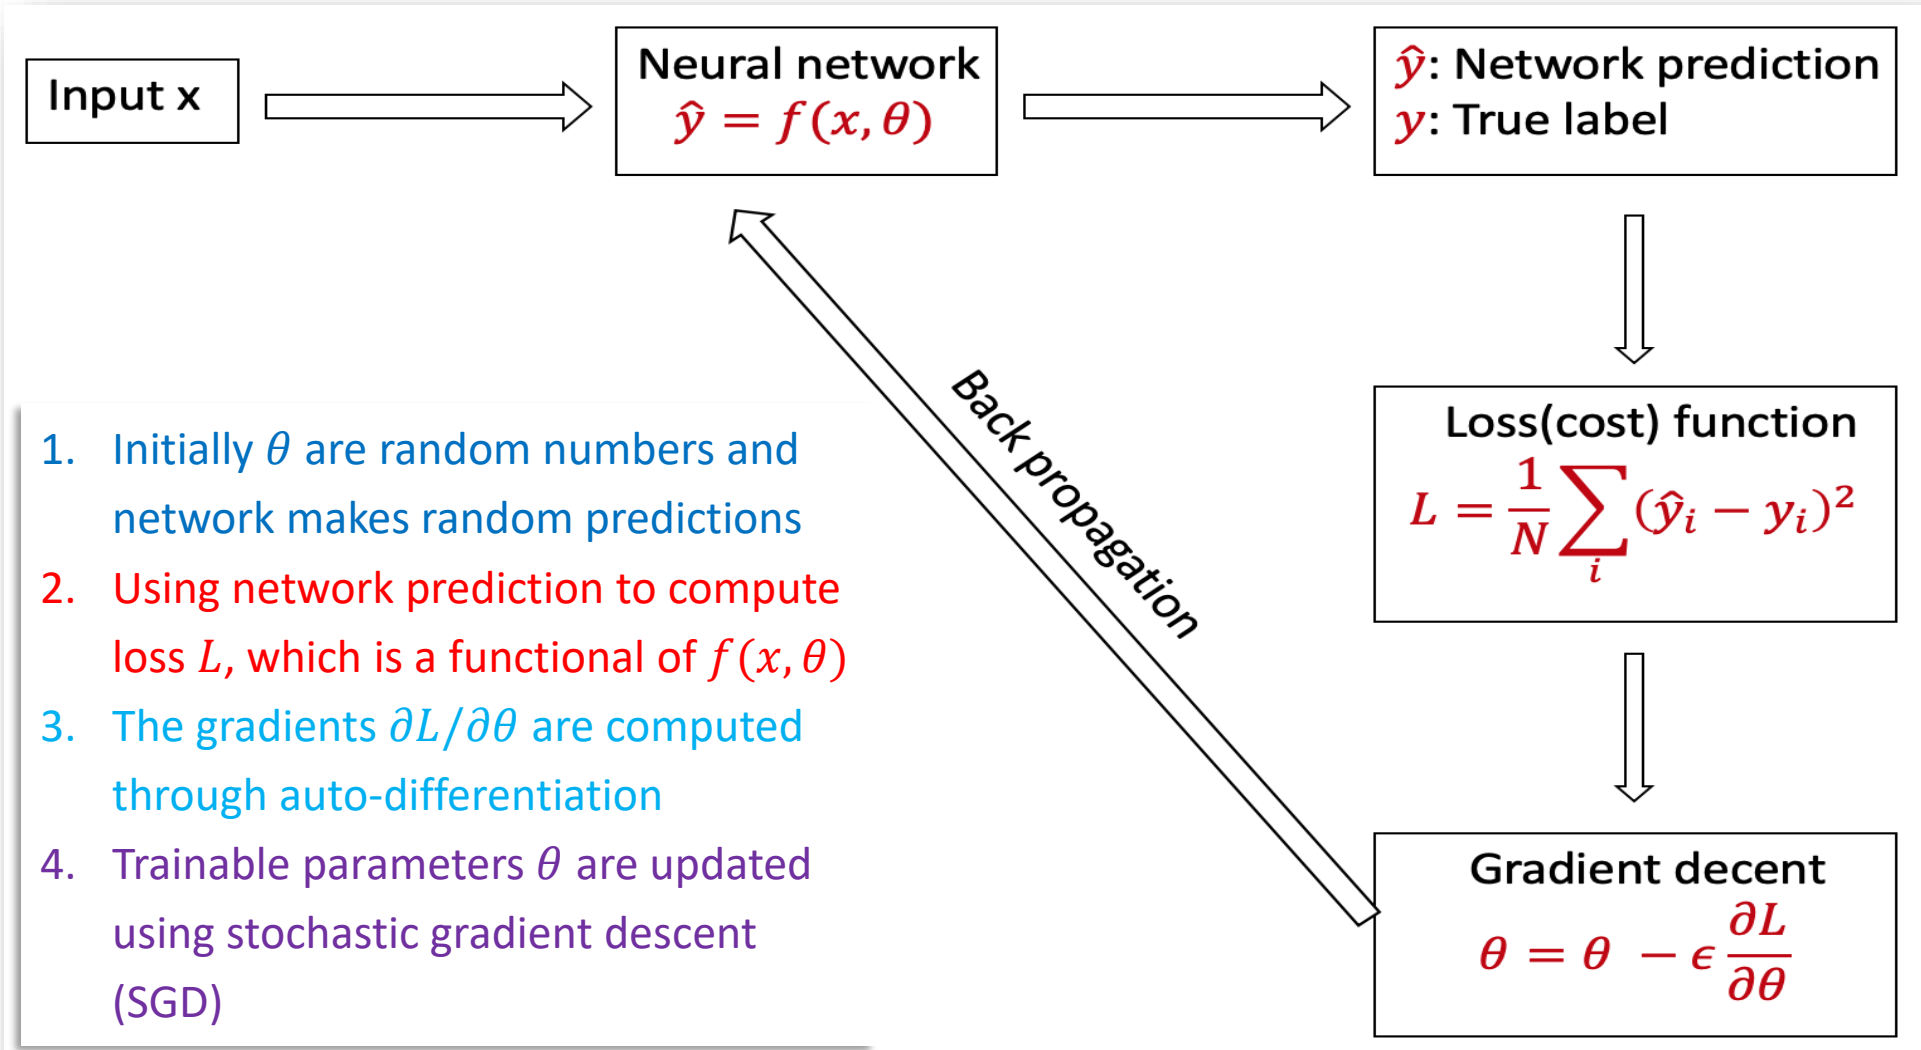 Input x
Neural network
ŷ = f(x, θ)
ŷ: Network prediction
y: True label
Back propagation
Loss(cost) function
L = 1/N ∑_i (ŷ_i − y_i)²
Gradient decent
θ = θ − ϵ ∂L/∂θ
1. Initially θ are random numbers and
network makes random predictions
2. Using network prediction to compute
loss L, which is a functional of f(x, θ)
3. The gradients ∂L/∂θ are computed
through auto-differentiation
4. Trainable parameters θ are updated
using stochastic gradient descent
(SGD)